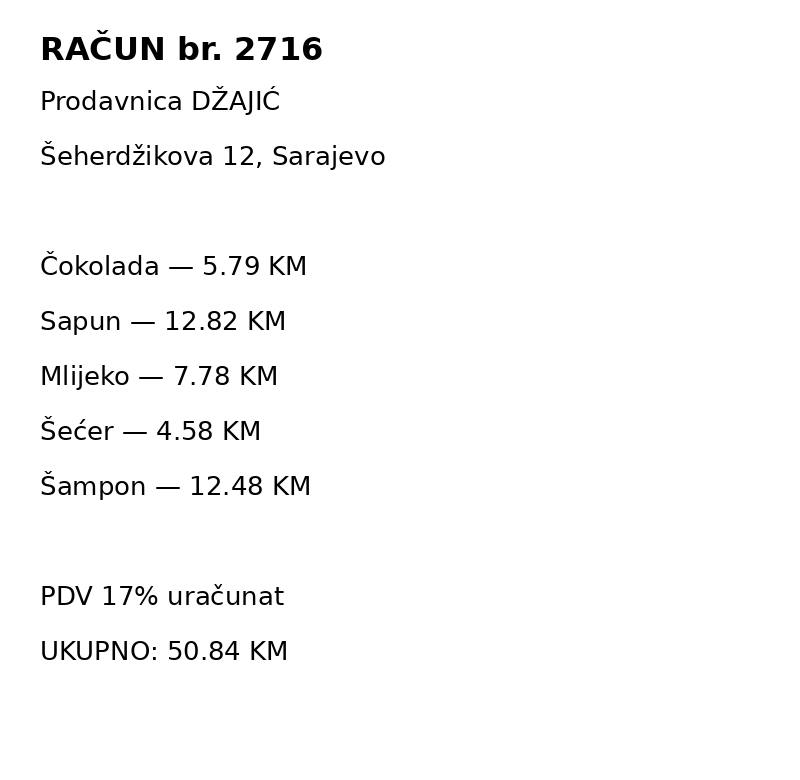 RAČUN br. 2716
Prodavnica DŽAJIĆ
Šeherdžikova 12, Sarajevo
Čokolada — 5.79 KM
Sapun — 12.82 KM
Mlijeko — 7.78 KM
Šećer — 4.58 KM
Šampon — 12.48 KM
PDV 17% uračunat
UKUPNO: 50.84 KM